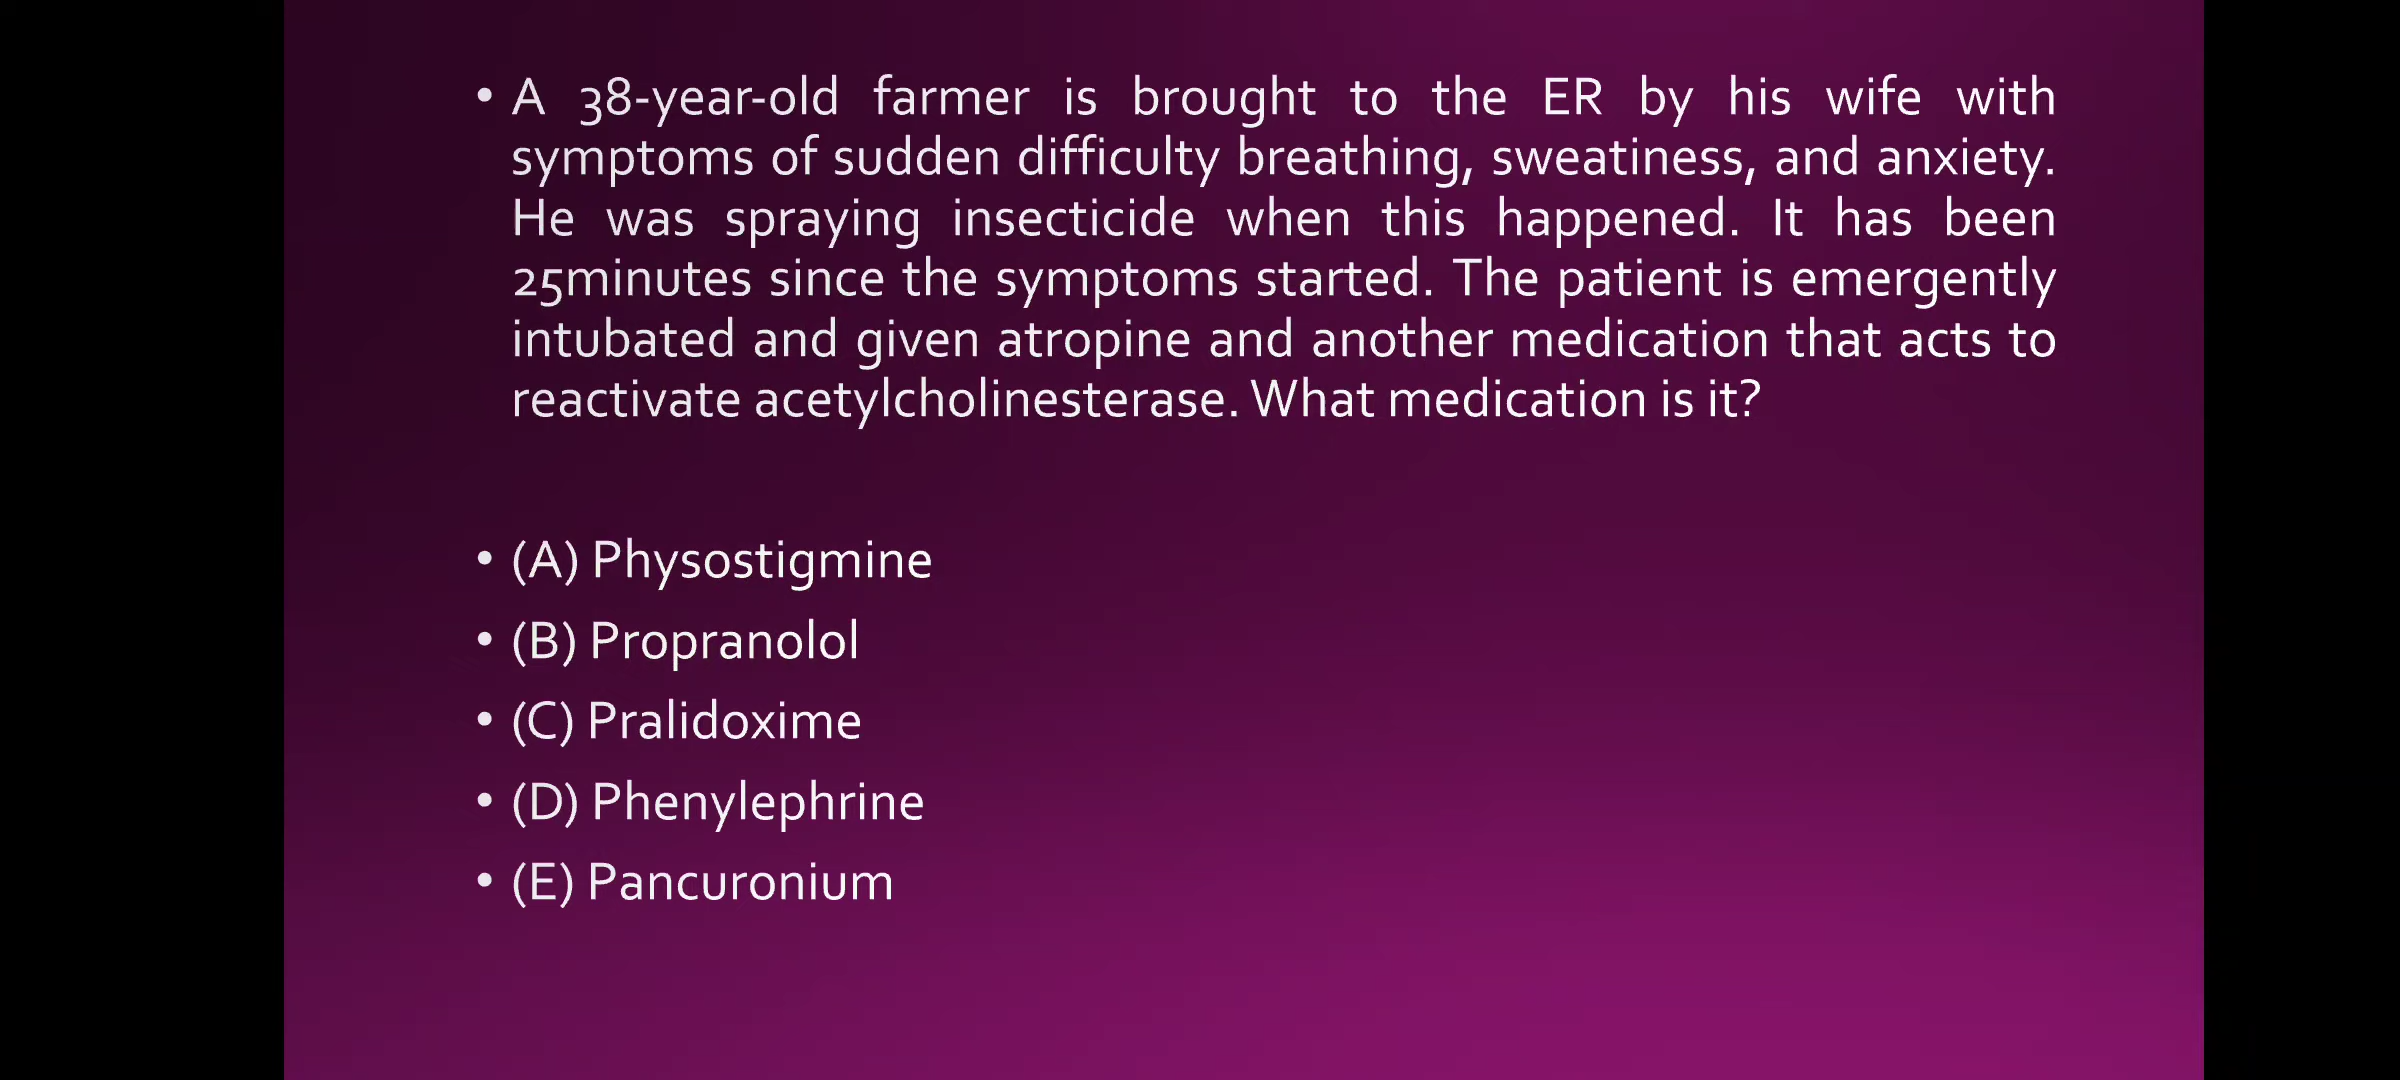 • A 38-year-old farmer is brought to the ER by his wife with
symptoms of sudden difficulty breathing, sweatiness, and anxiety.
He was spraying insecticide when this happened. It has been
25minutes since the symptoms started. The patient is emergently
intubated and given atropine and another medication that acts to
reactivate acetylcholinesterase. What medication is it?
• (A) Physostigmine
• (B) Propranolol
• (C) Pralidoxime
• (D) Phenylephrine
• (E) Pancuronium